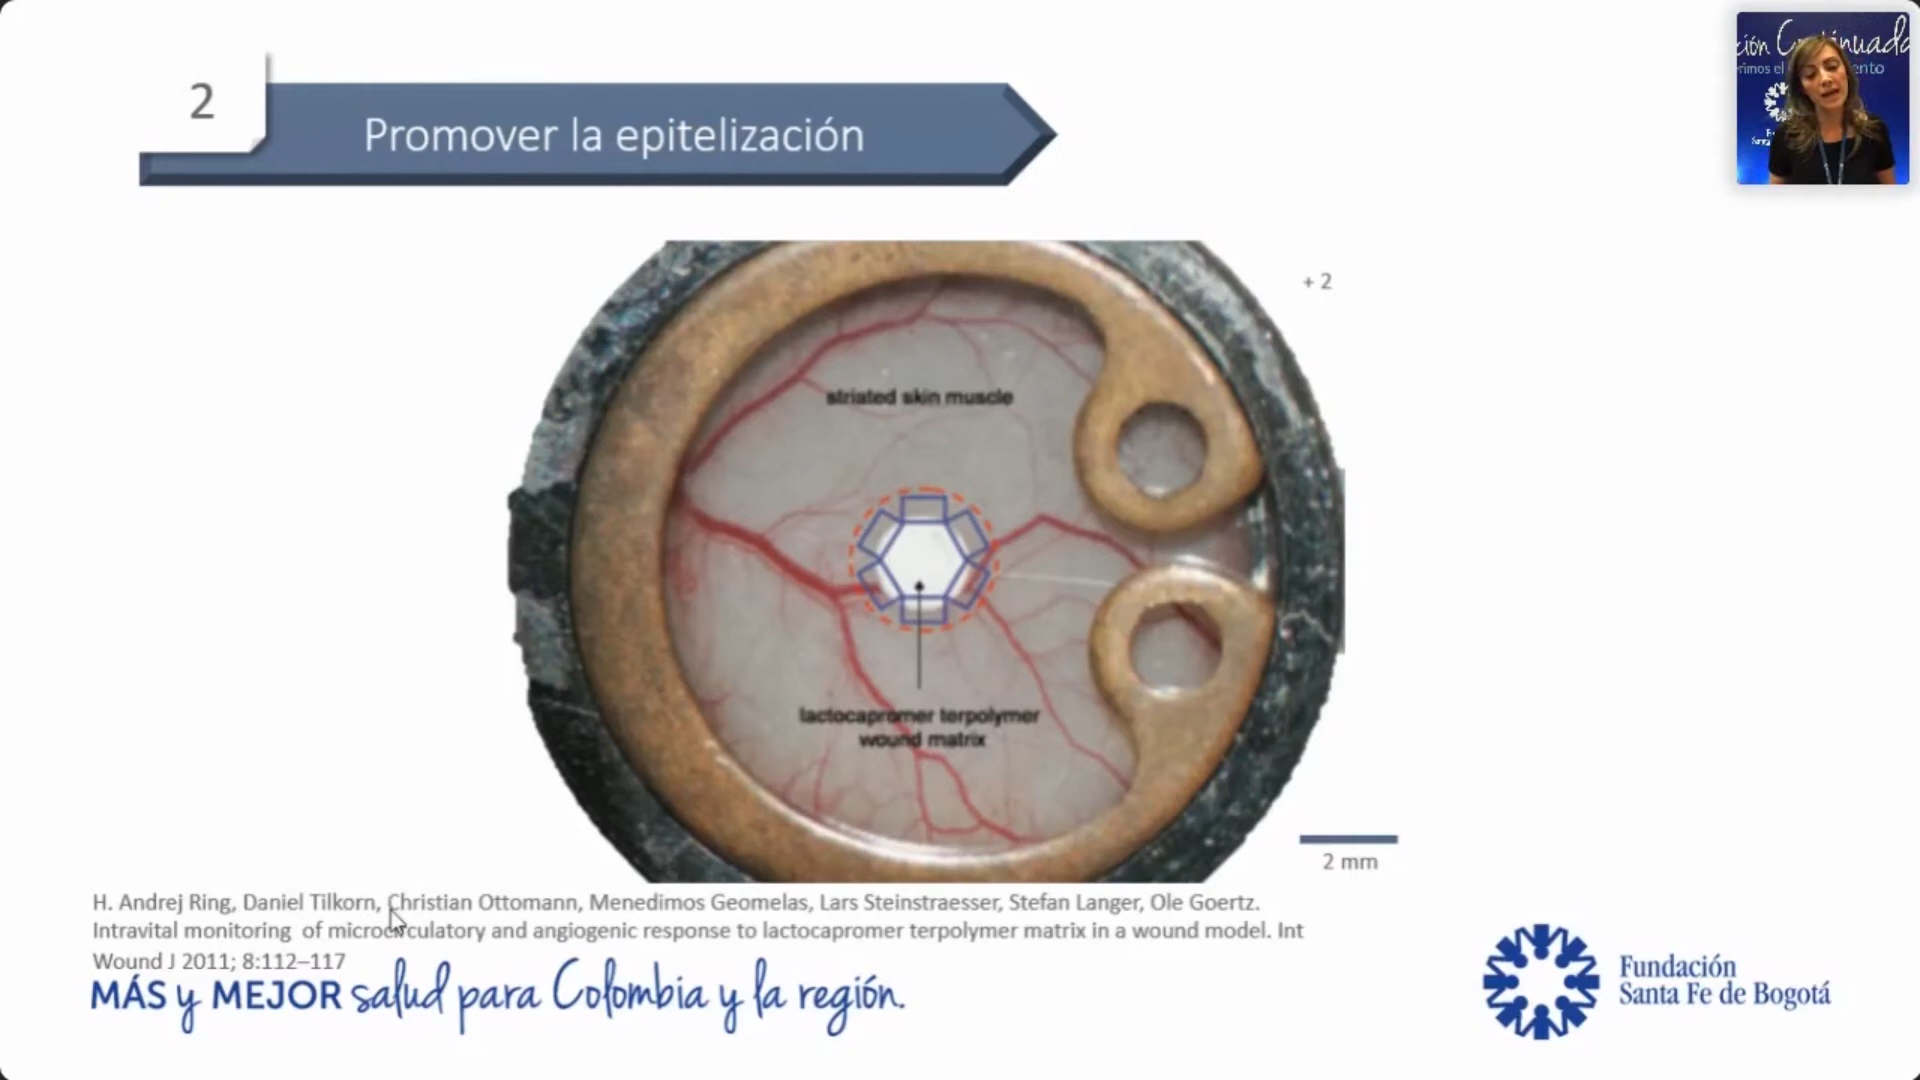 2
Promover la epitelización
+ 2
striated skin muscle
lactocapromer terpolymer
wound matrix
2 mm
H. Andrej Ring, Daniel Tilkorn, Christian Ottomann, Menedimos Geomelas, Lars Steinstraesser, Stefan Langer, Ole Goertz.
Intravital monitoring of microcirculatory and angiogenic response to lactocapromer terpolymer matrix in a wound model. Int
Wound J 2011; 8:112–117
MÁS y MEJOR salud para Colombia y la región.
Fundación
Santa Fe de Bogotá